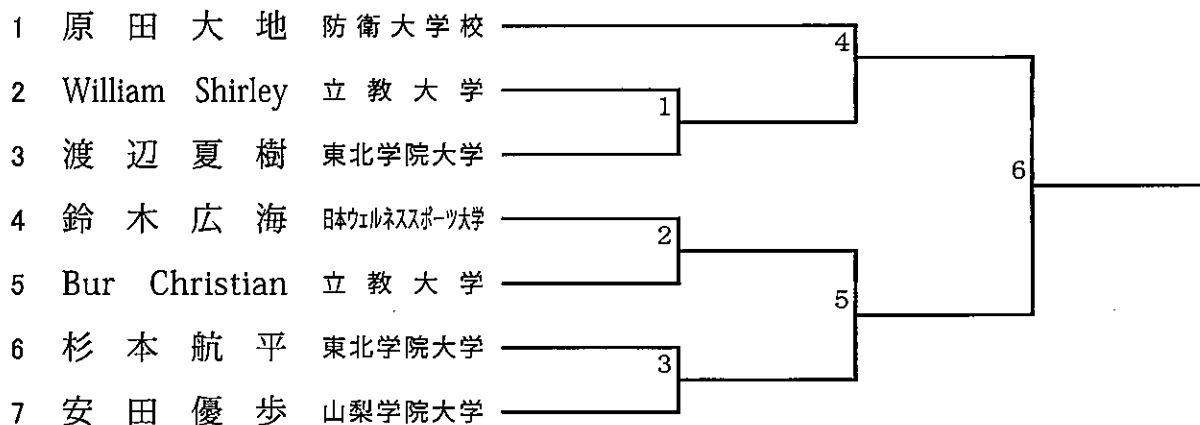 1 原田大地 防衛大学校
2 William Shirley 立教大学
3 渡辺夏樹 東北学院大学
4 鈴木広海 日本ウェルネススポーツ大学
5 Bur Christian 立教大学
6 杉本航平 東北学院大学
7 安田優歩 山梨学院大学
4
1
6
2
5
3